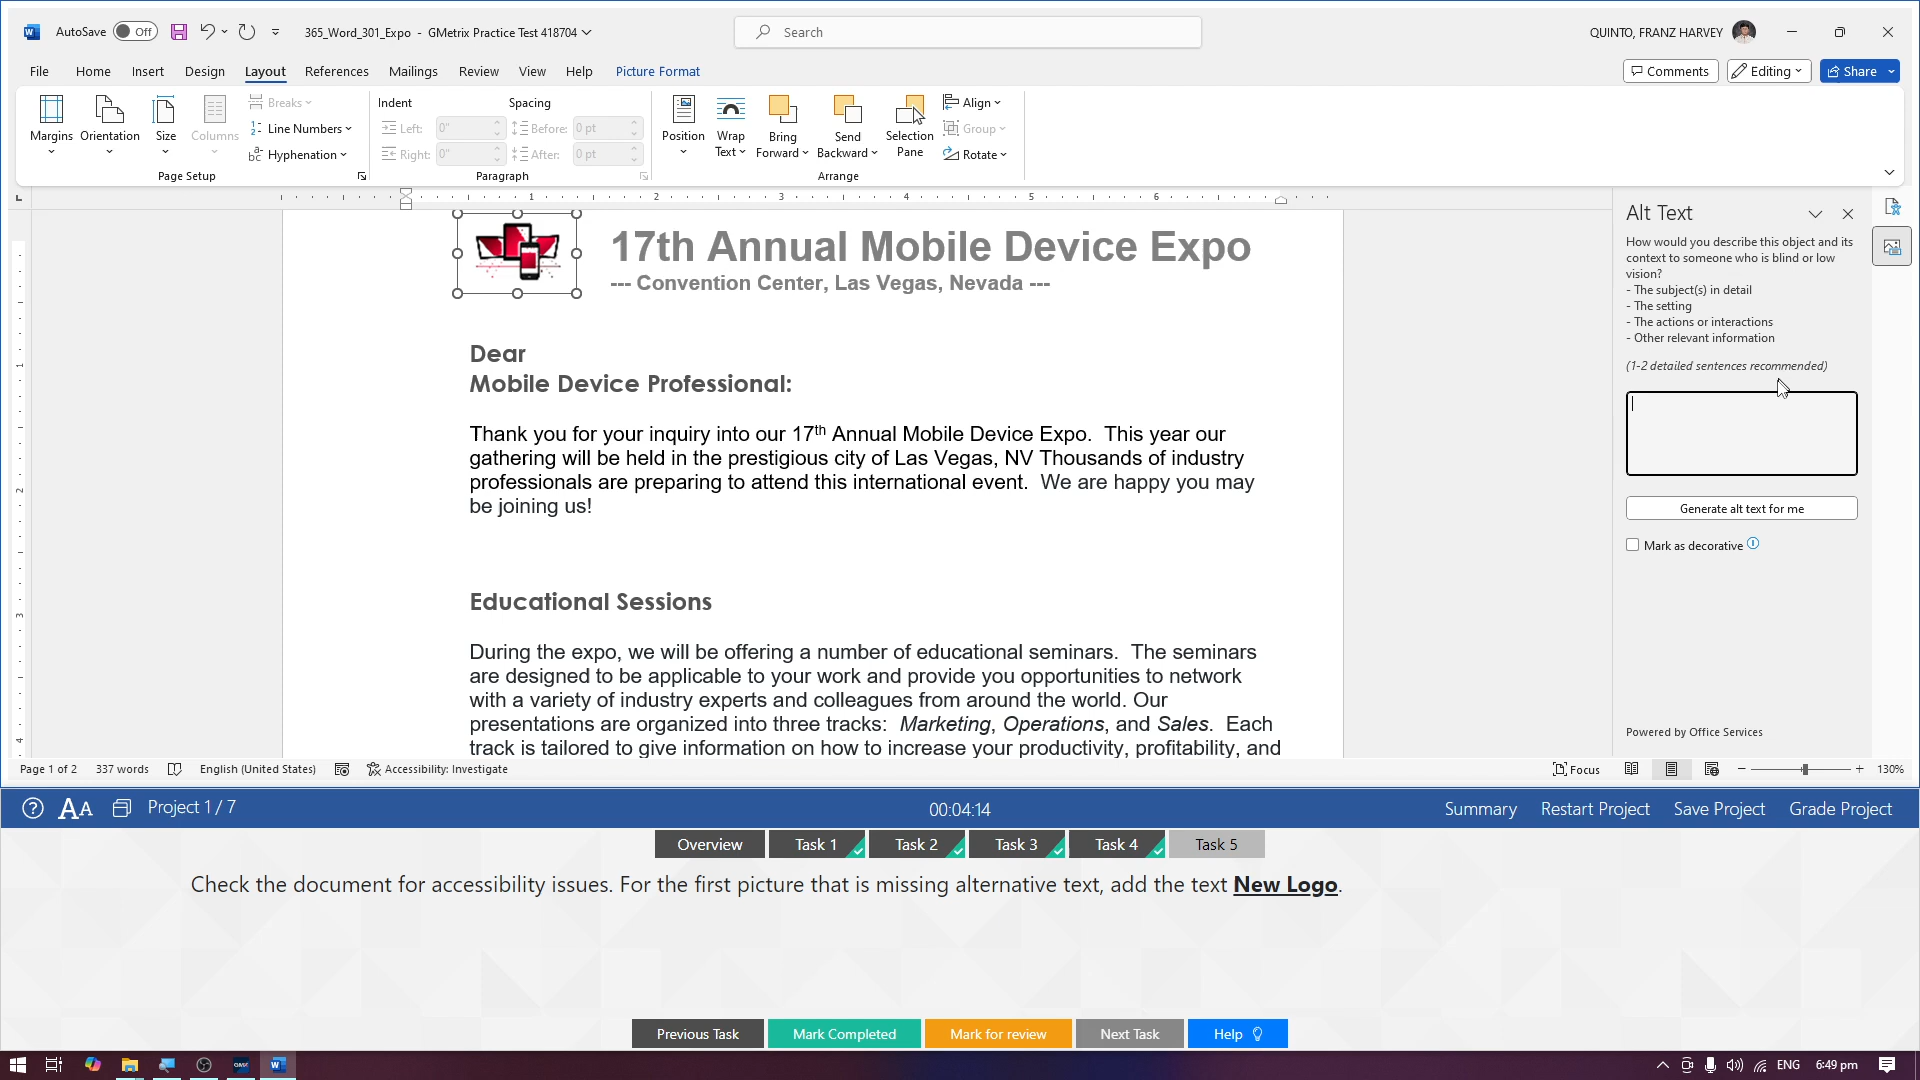 AutoSave Off 365_Word_301_Expo - GMetrix Practice Test 418704 Search QUINTO, FRANZ HARVEY
File Home Insert Design Layout References Mailings Review View Help Picture Format Comments Editing Share
Margins Orientation Size Columns Breaks Line Numbers Hyphenation
Page Setup
Indent Spacing
Left: 0" Before: 0 pt
Right: 0" After: 0 pt
Paragraph
Position Wrap Text Bring Forward Send Backward Selection Pane Align Group Rotate
Arrange
1 2 3 4 5 6
17th Annual Mobile Device Expo
--- Convention Center, Las Vegas, Nevada ---
Dear
Mobile Device Professional:
Thank you for your inquiry into our 17th Annual Mobile Device Expo. This year our
gathering will be held in the prestigious city of Las Vegas, NV Thousands of industry
professionals are preparing to attend this international event. We are happy you may
be joining us!
Educational Sessions
During the expo, we will be offering a number of educational seminars. The seminars
are designed to be applicable to your work and provide you opportunities to network
with a variety of industry experts and colleagues from around the world. Our
presentations are organized into three tracks: Marketing, Operations, and Sales. Each
track is tailored to give information on how to increase your productivity, profitability, and
1
2
3
4
Alt Text
How would you describe this object and its
context to someone who is blind or low
vision?
- The subject(s) in detail
- The setting
- The actions or interactions
- Other relevant information
(1-2 detailed sentences recommended)
Generate alt text for me
Mark as decorative
Powered by Office Services
Page 1 of 2 337 words English (United States) Accessibility: Investigate Focus 130%
Project 1 / 7 00:04:14 Summary Restart Project Save Project Grade Project
Overview Task 1 Task 2 Task 3 Task 4 Task 5
Check the document for accessibility issues. For the first picture that is missing alternative text, add the text New Logo.
Previous Task Mark Completed Mark for review Next Task Help
ENG 6:49 pm